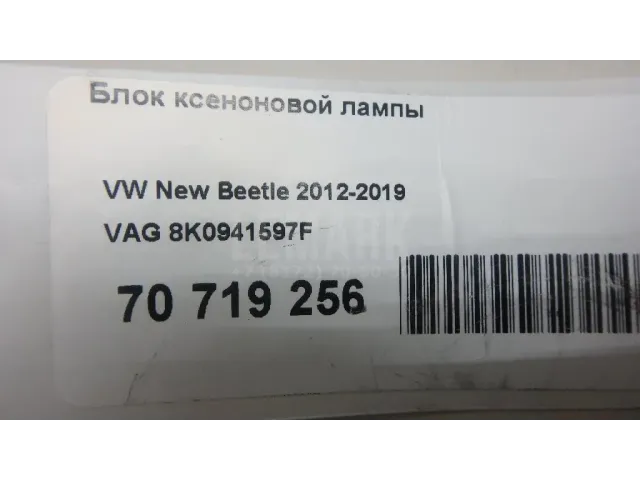 Блок ксеноновой лампы
VW New Beetle 2012-2019
VAG 8K0941597F
70 719 256